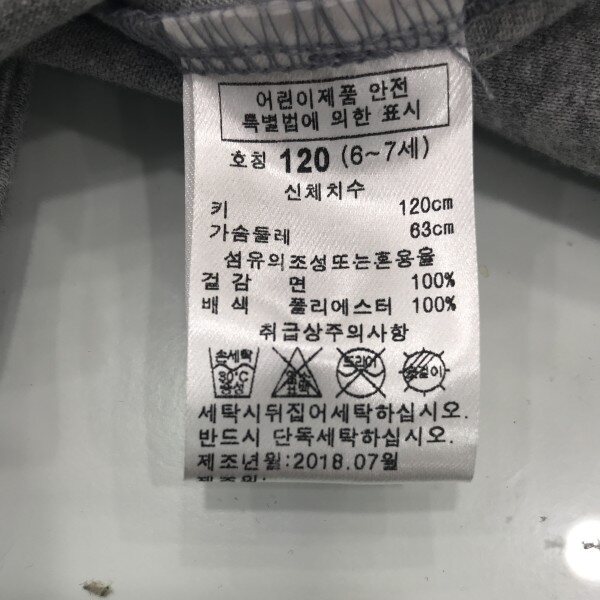 어린이제품 안전
특별법에 의한 표시
호칭 120 (6~7세)
신체치수
키 120cm
가슴둘레 63cm
섬유의조성또는혼용율
겉감 면 100%
배색 폴리에스터 100%
취급상주의사항
손세탁 드라이
세탁시뒤집어세탁하십시오.
반드시 단독세탁하십시오.
제조년월:2018.07월